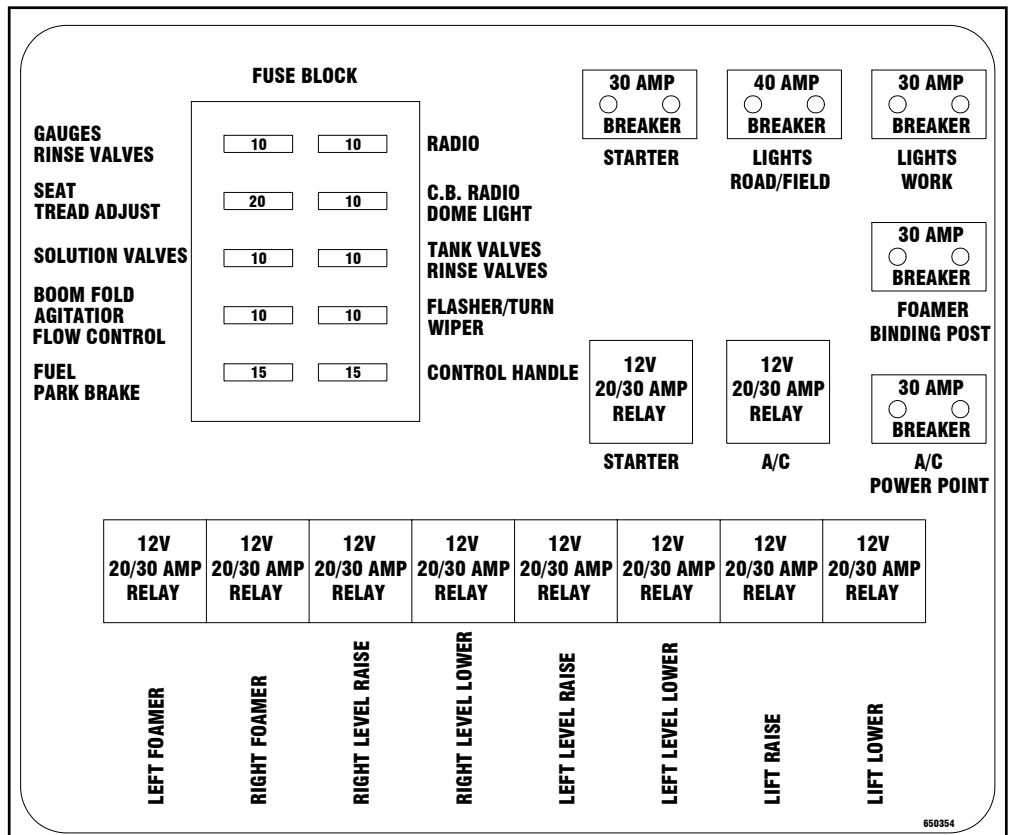 FUSE BLOCK
GAUGES
RINSE VALVES
10
10
RADIO
SEAT
TREAD ADJUST
20
10
C.B. RADIO
DOME LIGHT
SOLUTION VALVES
10
10
TANK VALVES
RINSE VALVES
BOOM FOLD
AGITATIOR
FLOW CONTROL
10
10
FLASHER/TURN
WIPER
FUEL
PARK BRAKE
15
15
CONTROL HANDLE
30 AMP
BREAKER
STARTER
40 AMP
BREAKER
LIGHTS
ROAD/FIELD
30 AMP
BREAKER
LIGHTS
WORK
30 AMP
BREAKER
FOAMER
BINDING POST
12V
20/30 AMP
RELAY
STARTER
12V
20/30 AMP
RELAY
A/C
30 AMP
BREAKER
A/C
POWER POINT
12V
20/30 AMP
RELAY
LEFT FOAMER
12V
20/30 AMP
RELAY
RIGHT FOAMER
12V
20/30 AMP
RELAY
RIGHT LEVEL RAISE
12V
20/30 AMP
RELAY
RIGHT LEVEL LOWER
12V
20/30 AMP
RELAY
LEFT LEVEL RAISE
12V
20/30 AMP
RELAY
LEFT LEVEL LOWER
12V
20/30 AMP
RELAY
LIFT RAISE
12V
20/30 AMP
RELAY
LIFT LOWER
650354